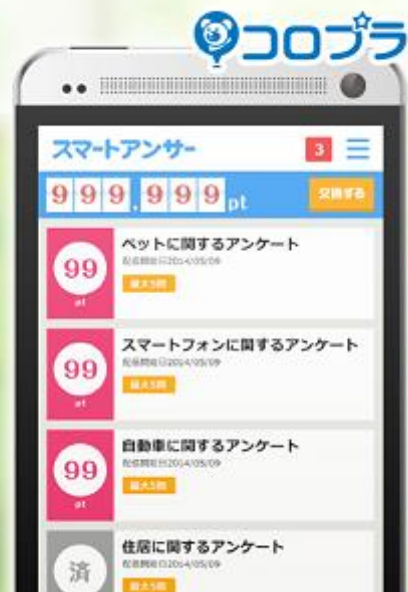 コロプラ
スマートアンサー
3
999,999pt
交換する
ペットに関するアンケート
配信開始日2014/05/09
99
pt
最大5問
スマートフォンに関するアンケート
配信開始日2014/05/09
99
pt
最大5問
自動車に関するアンケート
配信開始日2014/05/09
99
pt
最大5問
住居に関するアンケート
配信開始日2014/05/09
済
最大5問